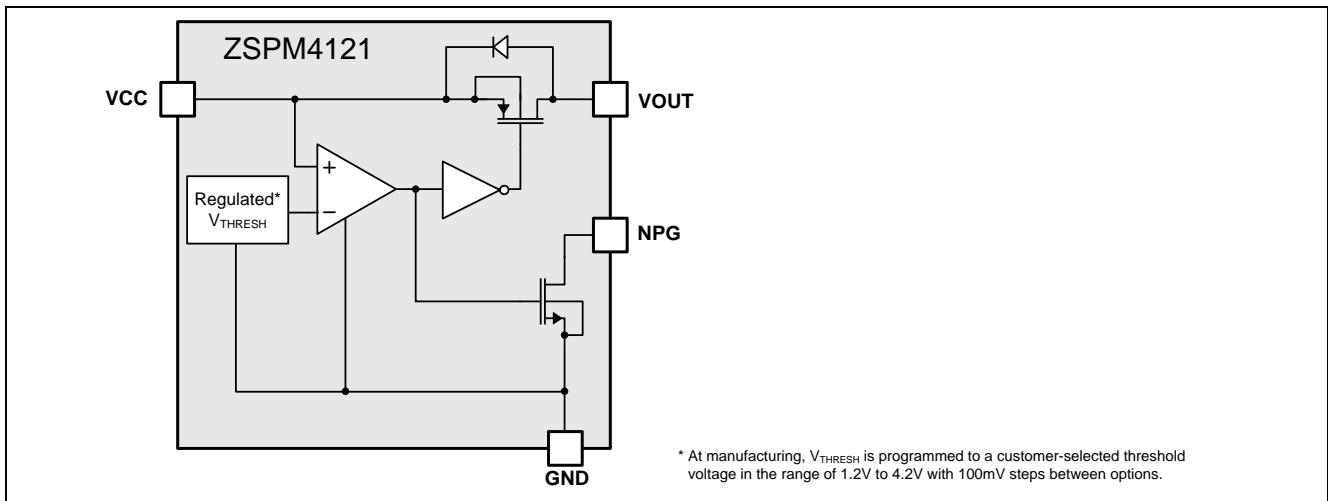 ZSPM4121
VCC
VOUT
+
Regulated*
VTHRESH
−
NPG
GND
* At manufacturing, VTHRESH is programmed to a customer-selected threshold
voltage in the range of 1.2V to 4.2V with 100mV steps between options.